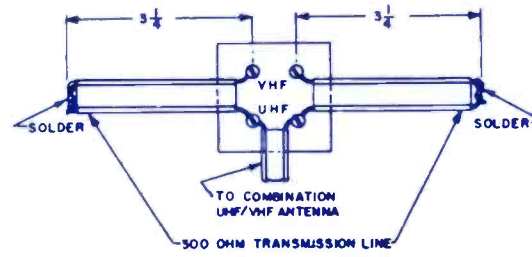 3 1/4
3 1/4
VHF
UHF
SOLDER
SOLDER
TO COMBINATION
UHF/VHF ANTENNA
300 OHM TRANSMISSION LINE